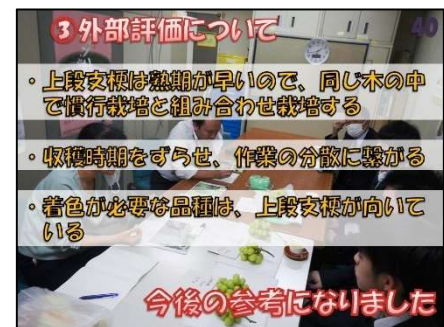 40
③外部評価について
・上段支梗は熟期が早いので、同じ木の中
で慣行栽培と組み合わせ栽培する
・収穫時期をずらせ、作業の分散に繋がる
・着色が必要な品種は、上段支梗が向いて
いる
今後の参考になりました